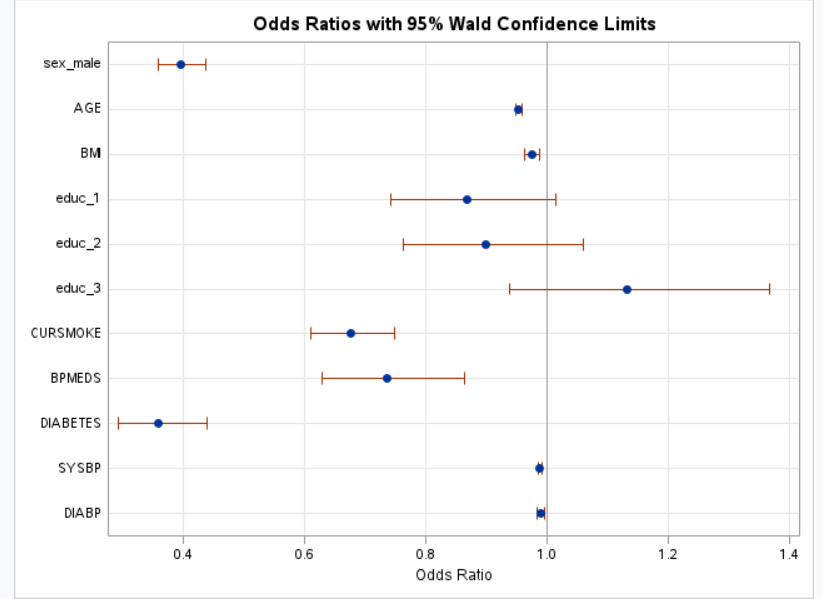 Odds Ratios with 95% Wald Confidence Limits
sex_male
AGE
BMI
educ_1
educ_2
educ_3
CURSMOKE
BPMEDS
DIABETES
SYSBP
DIABP
0.4 0.6 0.8 1.0 1.2 1.4
Odds Ratio